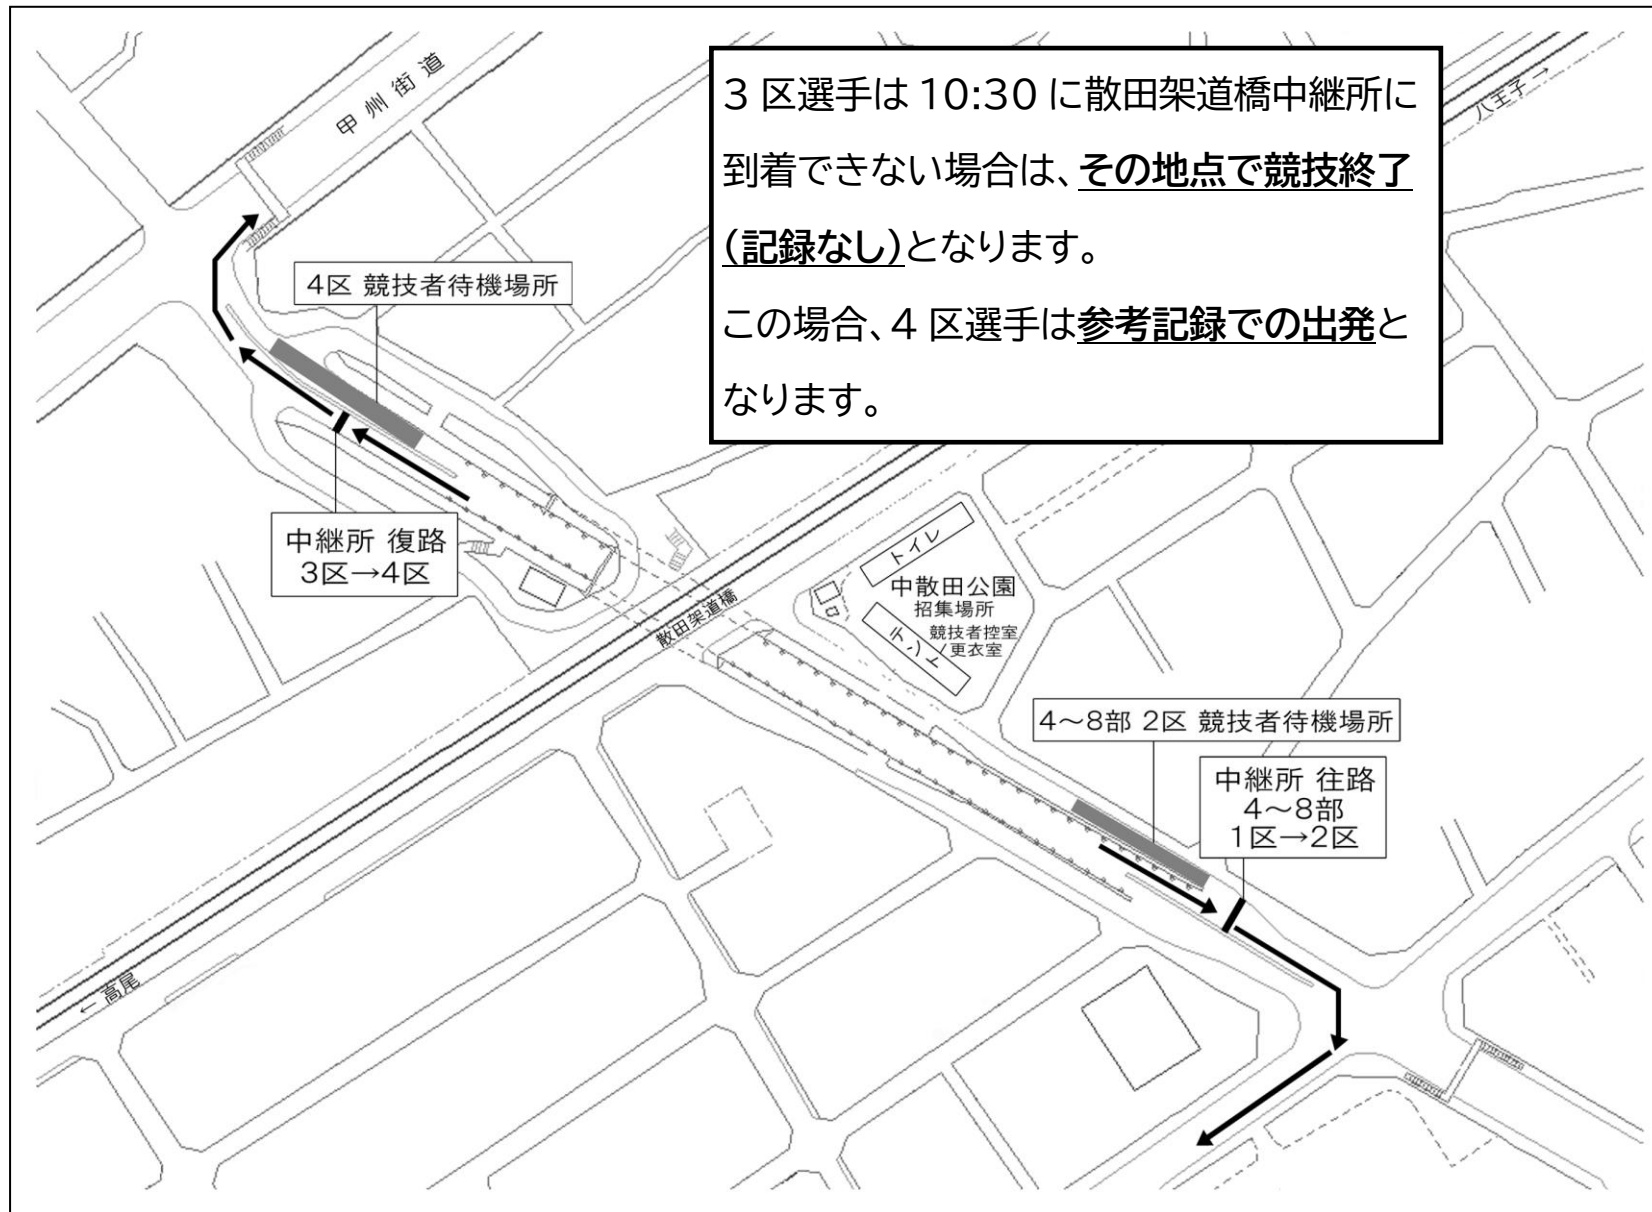 3 区選手は 10:30 に散田架道橋中継所に
到着できない場合は、その地点で競技終了
(記録なし)となります。
この場合、4 区選手は参考記録での出発と
なります。
甲州街道
八王子 →
4区 競技者待機場所
中継所 復路
3区→4区
トイレ
中散田公園
招集場所
競技者控室
/更衣室
テント
散田架道橋
4〜8部 2区 競技者待機場所
中継所 往路
4〜8部
1区→2区
← 高尾